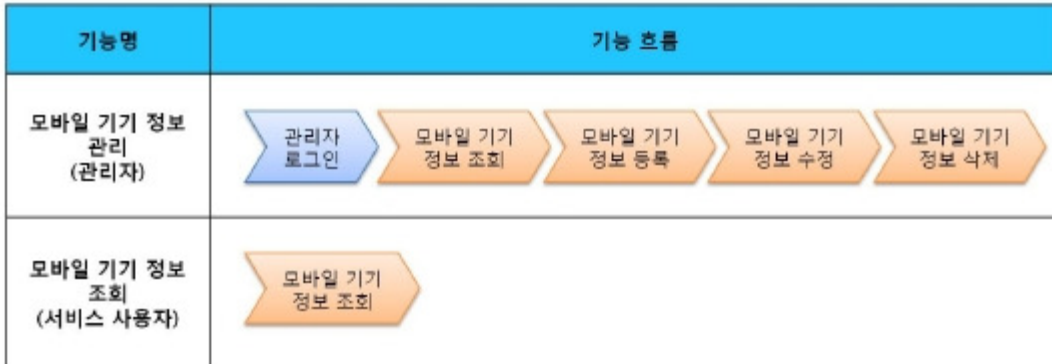 기능명
기능 흐름
모바일 기기 정보
관리
(관리자)
관리자
로그인
모바일 기기
정보 조회
모바일 기기
정보 등록
모바일 기기
정보 수정
모바일 기기
정보 삭제
모바일 기기 정보
조회
(서비스 사용자)
모바일 기기
정보 조회